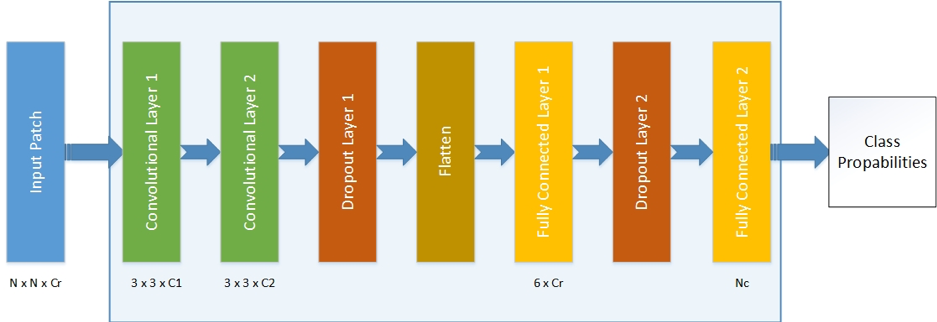 Input Patch
Convolutional Layer 1
Convolutional Layer 2
Dropout Layer 1
Flatten
Fully Connected Layer 1
Dropout Layer 2
Fully Connected Layer 2
Class
Propabilities
N x N x Cr
3 x 3 x C1
3 x 3 x C2
6 x Cr
Nc